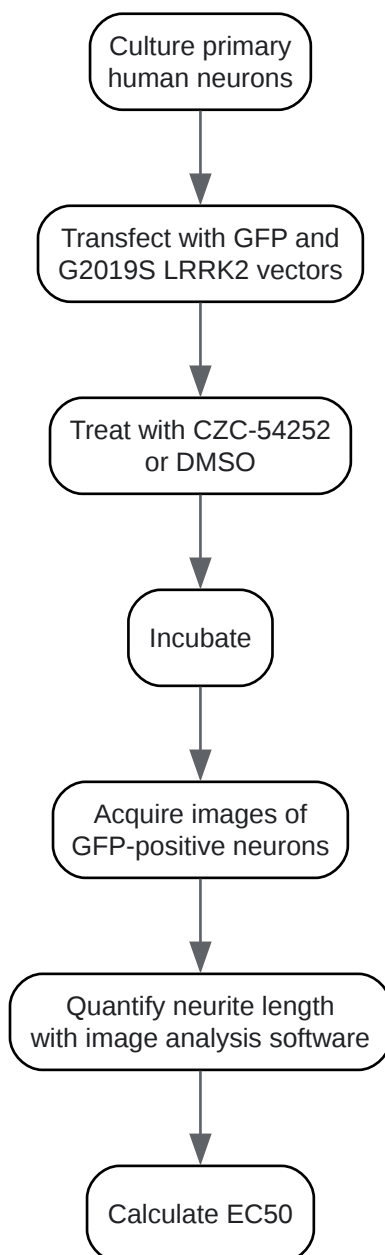 Culture primary
human neurons
Transfect with GFP and
G2019S LRRK2 vectors
Treat with CZC-54252
or DMSO
Incubate
Acquire images of
GFP-positive neurons
Quantify neurite length
with image analysis software
Calculate EC50